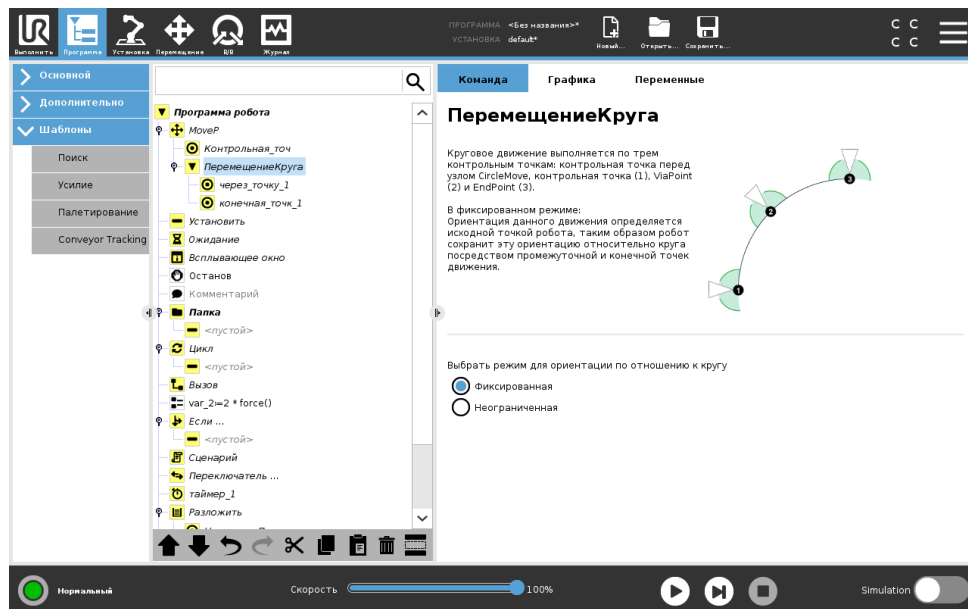 ПРОГРАММА <Без названия>*
УСТАНОВКА default*
Выполнить
Программа
Установка
Перемещение
В/В
Журнал
Новый...
Открыть...
Сохранить...
C C
C C
Основной
Дополнительно
Шаблоны
Поиск
Усилие
Палетирование
Conveyor Tracking
Программа робота
MoveP
Контрольная_точ
ПеремещениеКруга
через_точку_1
конечная_точк_1
Установить
Ожидание
Всплывающее окно
Останов
Комментарий
Папка
<пустой>
Цикл
<пустой>
Вызов
var_2≔2 * force()
Если ...
<пустой>
Сценарий
Переключатель ...
таймер_1
Разложить
Команда
Графика
Переменные
ПеремещениеКруга
Круговое движение выполняется по трем
контрольным точкам: контрольная точка перед
узлом CircleMove, контрольная точка (1), ViaPoint
(2) и EndPoint (3).
В фиксированном режиме:
Ориентация данного движения определяется
исходной точкой робота, таким образом робот
сохранит эту ориентацию относительно круга
посредством промежуточной и конечной точек
движения.
3
2
1
Выбрать режим для ориентации по отношению к кругу
Фиксированная
Неограниченная
Нормальный
Скорость
100%
Simulation